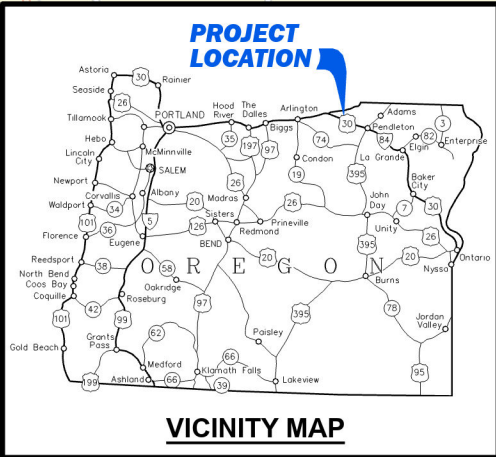 PROJECT
LOCATION
Astoria
30
Rainier
Seaside
26
Tillamook
PORTLAND
Hood
River
The
Dalles
Biggs
Arlington
30
Adams
Pendleton
3
82
Enterprise
Elgin
84
La Grande
Hebo
McMinnville
35
197
97
74
Condon
Lincoln
City
SALEM
26
19
395
Baker
City
30
Newport
Albany
Madras
John
Day
7
Corvallis
Waldport
34
20
Sisters
26
Prineville
Unity
26
101
36
5
126
Redmond
Florence
Eugene
BEND
395
20
Ontario
Nyssa
Reedsport
38
OREGON
58
20
Burns
North Bend
Coos Bay
Coquille
Oakridge
97
78
42
Roseburg
395
Jordan
Valley
101
99
62
Paisley
Gold Beach
Grants
Pass
Medford
66
95
199
Ashland
66
Klamath Falls
39
Lakeview
VICINITY MAP